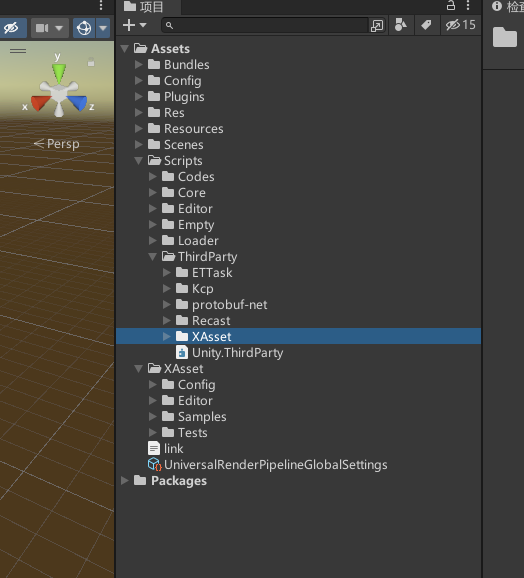 项目
检查
15
y
x
z
Persp
Assets
Bundles
Config
Plugins
Res
Resources
Scenes
Scripts
Codes
Core
Editor
Empty
Loader
ThirdParty
ETTask
Kcp
protobuf-net
Recast
XAsset
Unity.ThirdParty
XAsset
Config
Editor
Samples
Tests
link
UniversalRenderPipelineGlobalSettings
Packages